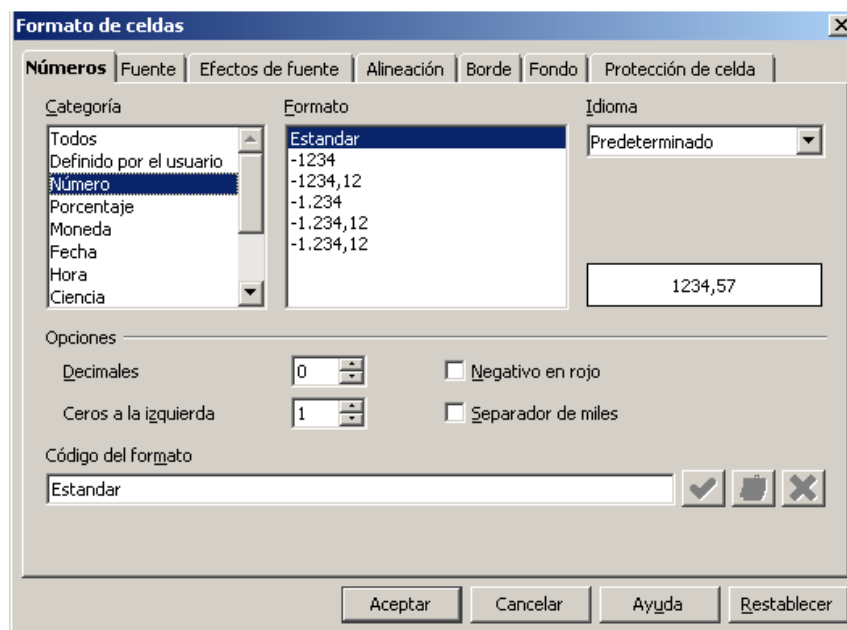 Formato de celdas
Números Fuente Efectos de fuente Alineación Borde Fondo Protección de celda
Categoría
Todos
Definido por el usuario
Número
Porcentaje
Moneda
Fecha
Hora
Ciencia
Formato
Estandar
-1234
-1234,12
-1.234
-1.234,12
-1.234,12
Idioma
Predeterminado
1234,57
Opciones
Decimales 0
Negativo en rojo
Ceros a la izquierda 1
Separador de miles
Código del formato
Estandar
Aceptar Cancelar Ayuda Restablecer